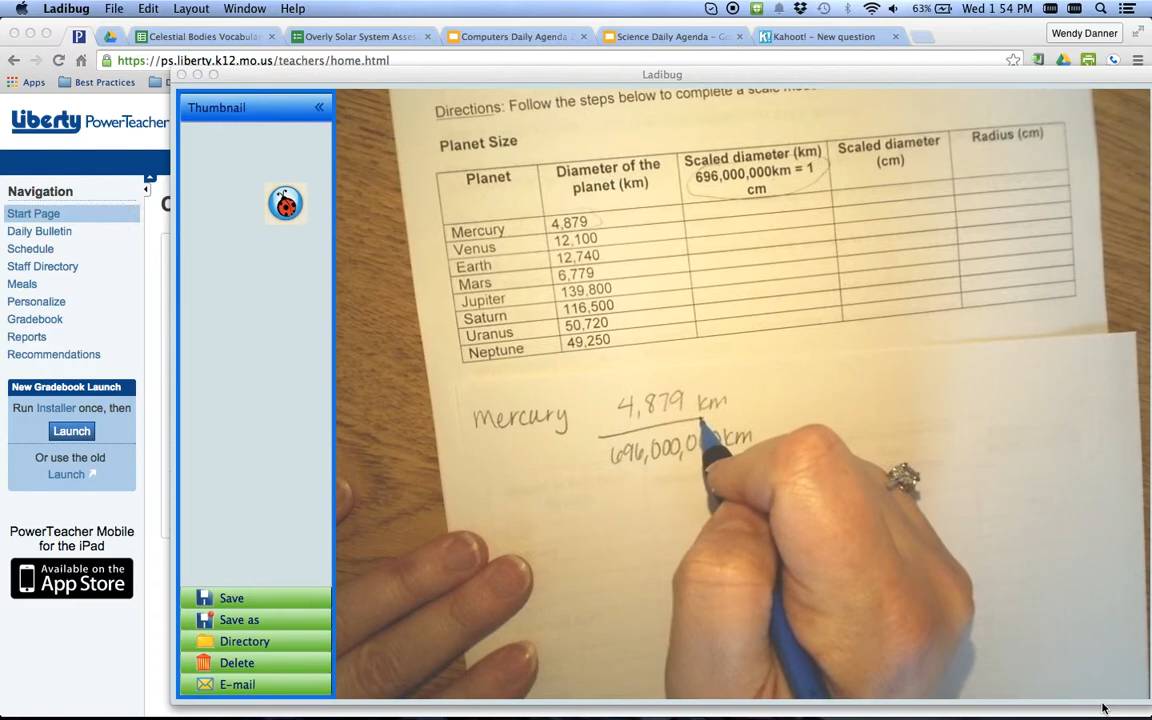 Ladibug File Edit Layout Window Help 63% Wed 1 54 PM
Celestial Bodies Vocabular Overly Solar System Asses Computers Daily Agenda Science Daily Agenda - Go Kahoot! - New question Wendy Danner
https://ps.liberty.k12.mo.us/teachers/home.html
Apps Best Practices
Ladibug
Thumbnail
Liberty PowerTeacher
Navigation
Start Page
Daily Bulletin
Schedule
Staff Directory
Meals
Personalize
Gradebook
Reports
Recommendations
New Gradebook Launch
Run Installer once, then
Launch
Or use the old
Launch
PowerTeacher Mobile
for the iPad
Available on the
App Store
Save
Save as
Directory
Delete
E-mail
Directions: Follow the steps below to complete a scale
Planet Size
Planet Diameter of the planet (km) Scaled diameter (km) 696,000,000km = 1 cm Scaled diameter (cm) Radius (cm)
Mercury 4,879
Venus 12,100
Earth 12,740
Mars 6,779
Jupiter 139,800
Saturn 116,500
Uranus 50,720
Neptune 49,250
Mercury 4,879 km
696,000,000km